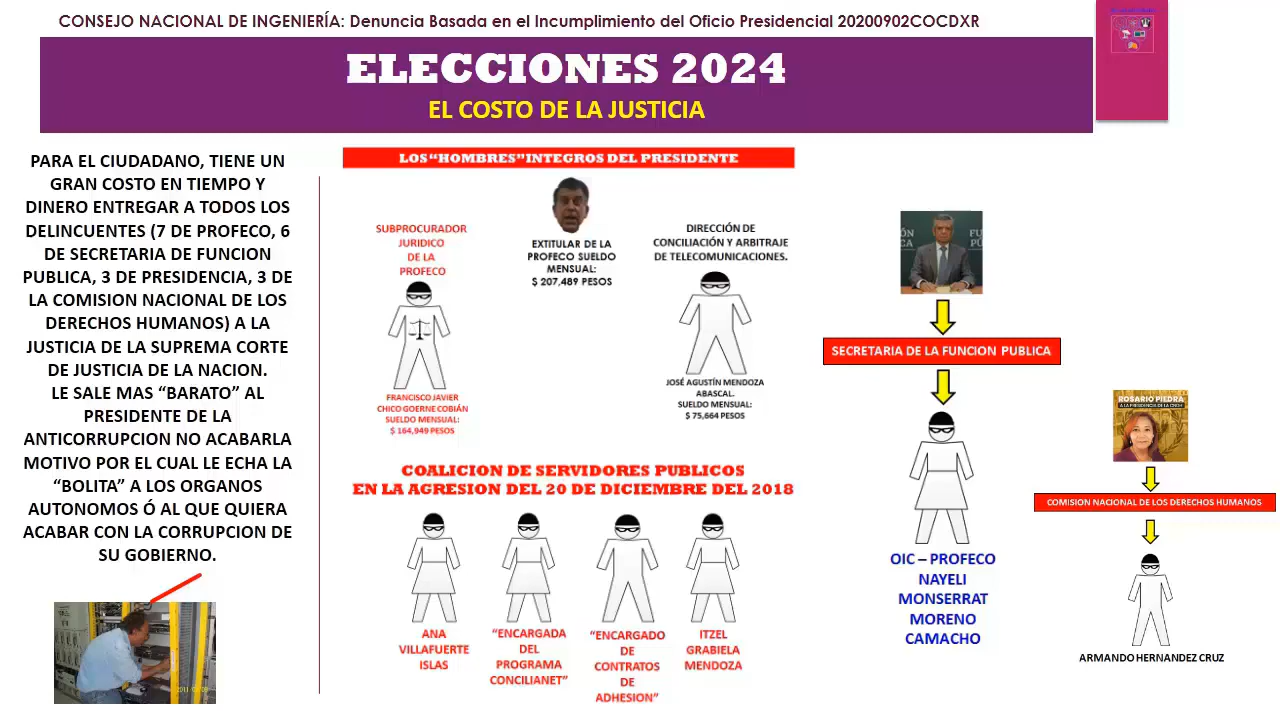 CONSEJO NACIONAL DE INGENIERÍA: Denuncia Basada en el Incumplimiento del Oficio Presidencial 20200902COCDXR
ELECCIONES 2024
EL COSTO DE LA JUSTICIA
PARA EL CIUDADANO, TIENE UN
GRAN COSTO EN TIEMPO Y
DINERO ENTREGAR A TODOS LOS
DELINCUENTES (7 DE PROFECO, 6
DE SECRETARIA DE FUNCION
PUBLICA, 3 DE PRESIDENCIA, 3 DE
LA COMISION NACIONAL DE LOS
DERECHOS HUMANOS) A LA
JUSTICIA DE LA SUPREMA CORTE
DE JUSTICIA DE LA NACION.
LE SALE MAS “BARATO” AL
PRESIDENTE DE LA
ANTICORRUPCION NO ACABARLA
MOTIVO POR EL CUAL LE ECHA LA
“BOLITA” A LOS ORGANOS
AUTONOMOS Ó AL QUE QUIERA
ACABAR CON LA CORRUPCION DE
SU GOBIERNO.
LOS “HOMBRES” INTEGROS DEL PRESIDENTE
SUBPROCURADOR
JURIDICO
DE LA
PROFECO
FRANCISCO JAVIER
CHICO GOERNE COBIÁN
SUELDO MENSUAL:
$ 164,949 PESOS
EXTITULAR DE LA
PROFECO SUELDO
MENSUAL:
$ 207,489 PESOS
DIRECCIÓN DE
CONCILIACIÓN Y ARBITRAJE
DE TELECOMUNICACIONES.
JOSÉ AGUSTÍN MENDOZA
ABASCAL.
SUELDO MENSUAL:
$ 75,664 PESOS
COALICION DE SERVIDORES PUBLICOS
EN LA AGRESION DEL 20 DE DICIEMBRE DEL 2018
ANA
VILLAFUERTE
ISLAS
“ENCARGADA
DEL
PROGRAMA
CONCILIANET”
“ENCARGADO
DE
CONTRATOS
DE
ADHESION”
ITZEL
GRABIELA
MENDOZA
SECRETARIA DE LA FUNCION PUBLICA
OIC – PROFECO
NAYELI
MONSERRAT
MORENO
CAMACHO
ROSARIO PIEDRA
A LA PRESIDENCIA DE LA CNDH
COMISION NACIONAL DE LOS DERECHOS HUMANOS
ARMANDO HERNANDEZ CRUZ